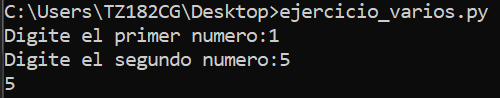 C:\Users\TZ182CG\Desktop>ejercicio_varios.py
Digite el primer numero:1
Digite el segundo numero:5
5